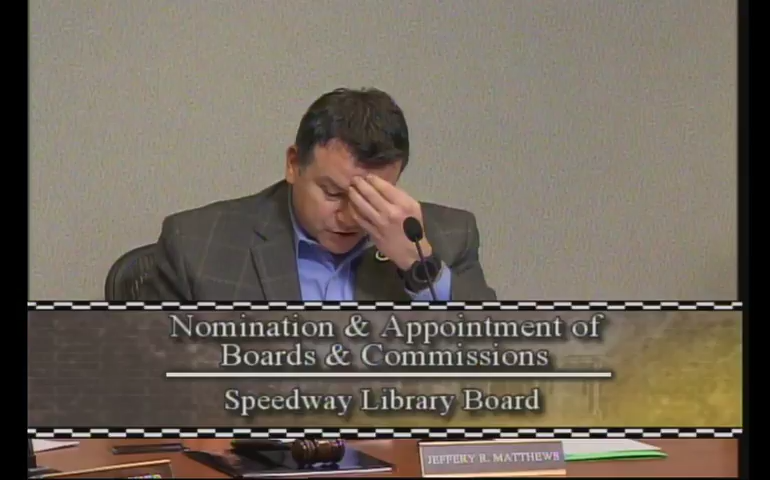 Nomination & Appointment of
Boards & Commissions
Speedway Library Board
JEFFERY R. MATTHEWS